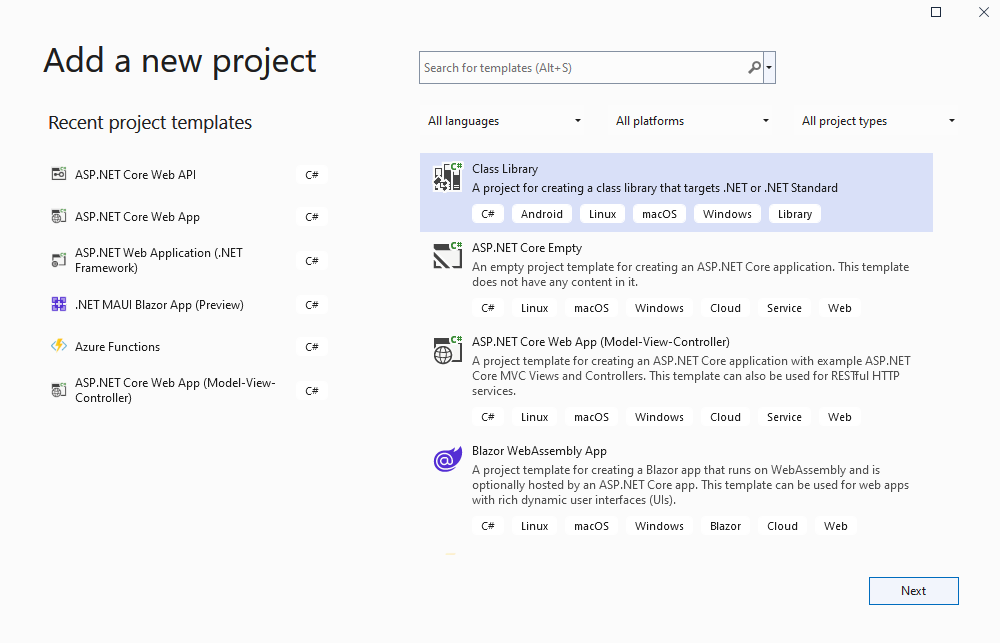 Add a new project
Search for templates (Alt+S)
Recent project templates
All languages
All platforms
All project types
ASP.NET Core Web API
C#
ASP.NET Core Web App
C#
ASP.NET Web Application (.NET
Framework)
C#
.NET MAUI Blazor App (Preview)
C#
Azure Functions
C#
ASP.NET Core Web App (Model-View-
Controller)
C#
C#
Class Library
A project for creating a class library that targets .NET or .NET Standard
C# Android Linux macOS Windows Library
C#
ASP.NET Core Empty
An empty project template for creating an ASP.NET Core application. This template
does not have any content in it.
C# Linux macOS Windows Cloud Service Web
C#
ASP.NET Core Web App (Model-View-Controller)
A project template for creating an ASP.NET Core application with example ASP.NET
Core MVC Views and Controllers. This template can also be used for RESTful HTTP
services.
C# Linux macOS Windows Cloud Service Web
Blazor WebAssembly App
A project template for creating a Blazor app that runs on WebAssembly and is
optionally hosted by an ASP.NET Core app. This template can be used for web apps
with rich dynamic user interfaces (UIs).
C# Linux macOS Windows Blazor Cloud Web
Next